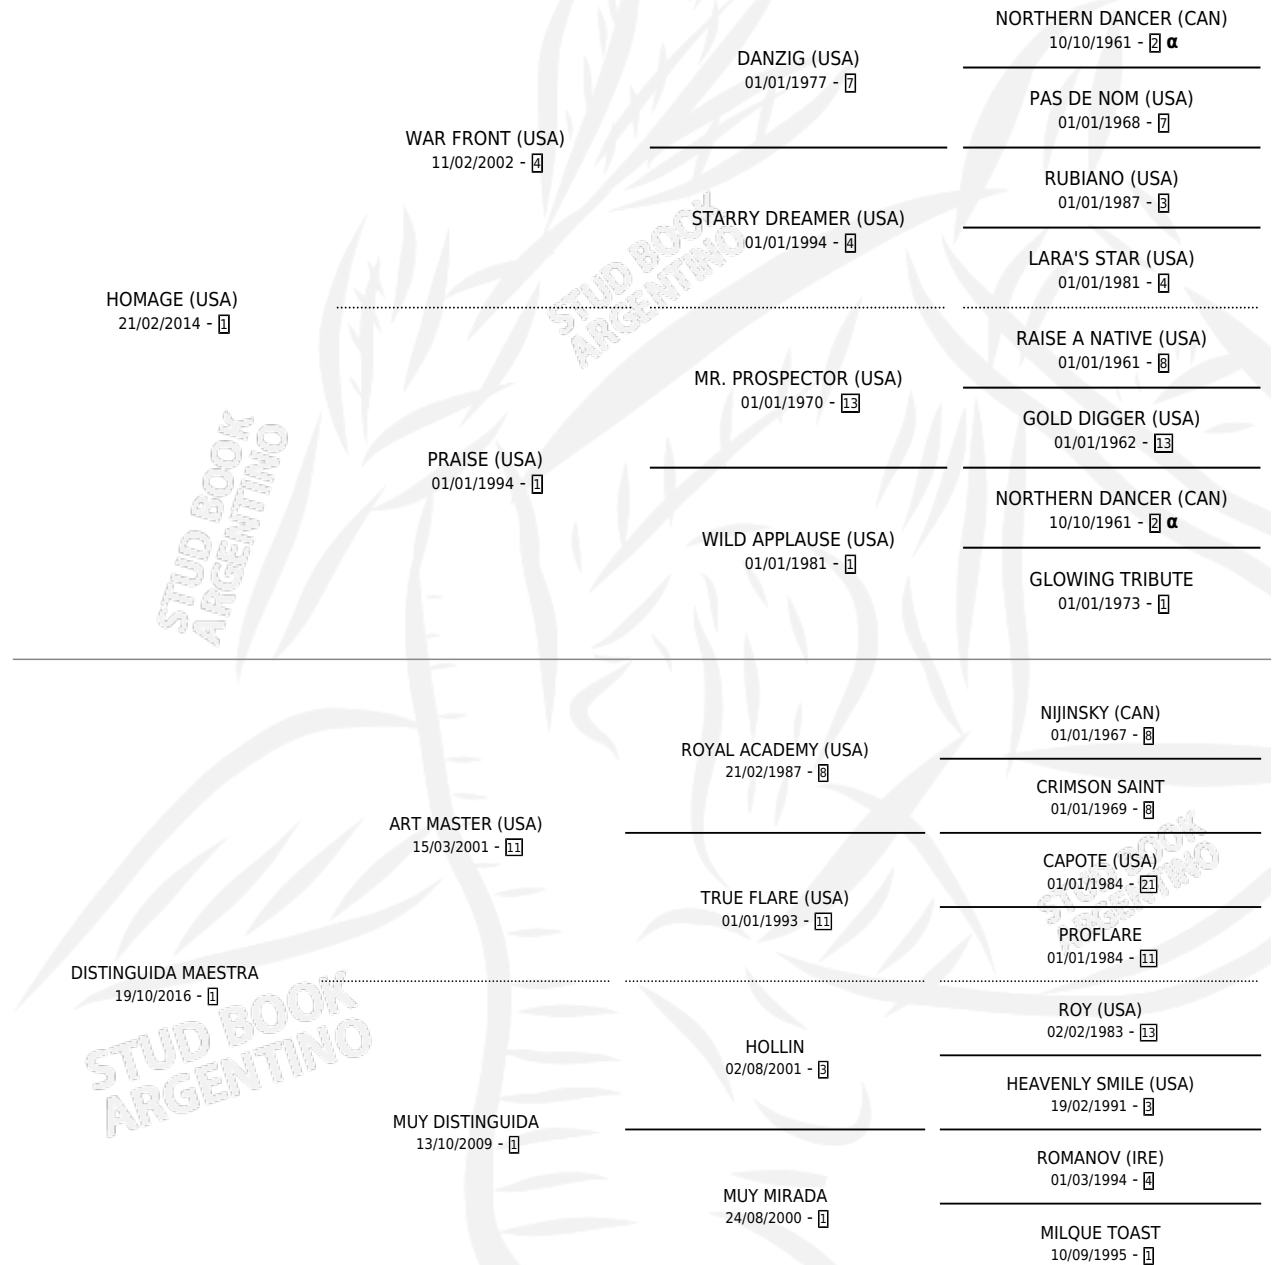 NORTHERN DANCER (CAN)
10/10/1961 - 2 α
DANZIG (USA)
01/01/1977 - 7
PAS DE NOM (USA)
01/01/1968 - 7
WAR FRONT (USA)
11/02/2002 - 4
RUBIANO (USA)
01/01/1987 - 3
STARRY DREAMER (USA)
01/01/1994 - 4
LARA'S STAR (USA)
01/01/1981 - 4
HOMAGE (USA)
21/02/2014 - 1
RAISE A NATIVE (USA)
01/01/1961 - 8
MR. PROSPECTOR (USA)
01/01/1970 - 13
GOLD DIGGER (USA)
01/01/1962 - 13
PRAISE (USA)
01/01/1994 - 1
NORTHERN DANCER (CAN)
10/10/1961 - 2 α
WILD APPLAUSE (USA)
01/01/1981 - 1
GLOWING TRIBUTE
01/01/1973 - 1
NIJINSKY (CAN)
01/01/1967 - 8
ROYAL ACADEMY (USA)
21/02/1987 - 8
CRIMSON SAINT
01/01/1969 - 8
ART MASTER (USA)
15/03/2001 - 11
CAPOTE (USA)
01/01/1984 - 21
TRUE FLARE (USA)
01/01/1993 - 11
PROFLARE
01/01/1984 - 11
DISTINGUIDA MAESTRA
19/10/2016 - 1
ROY (USA)
02/02/1983 - 13
HOLLIN
02/08/2001 - 3
HEAVENLY SMILE (USA)
19/02/1991 - 3
MUY DISTINGUIDA
13/10/2009 - 1
ROMANOV (IRE)
01/03/1994 - 4
MUY MIRADA
24/08/2000 - 1
MILQUE TOAST
10/09/1995 - 1
STUD BOOK
ARGENTINO
STUD BOOK
ARGENTINO
STUD BOOK
ARGENTINO
STUD BOOK
ARGENTINO